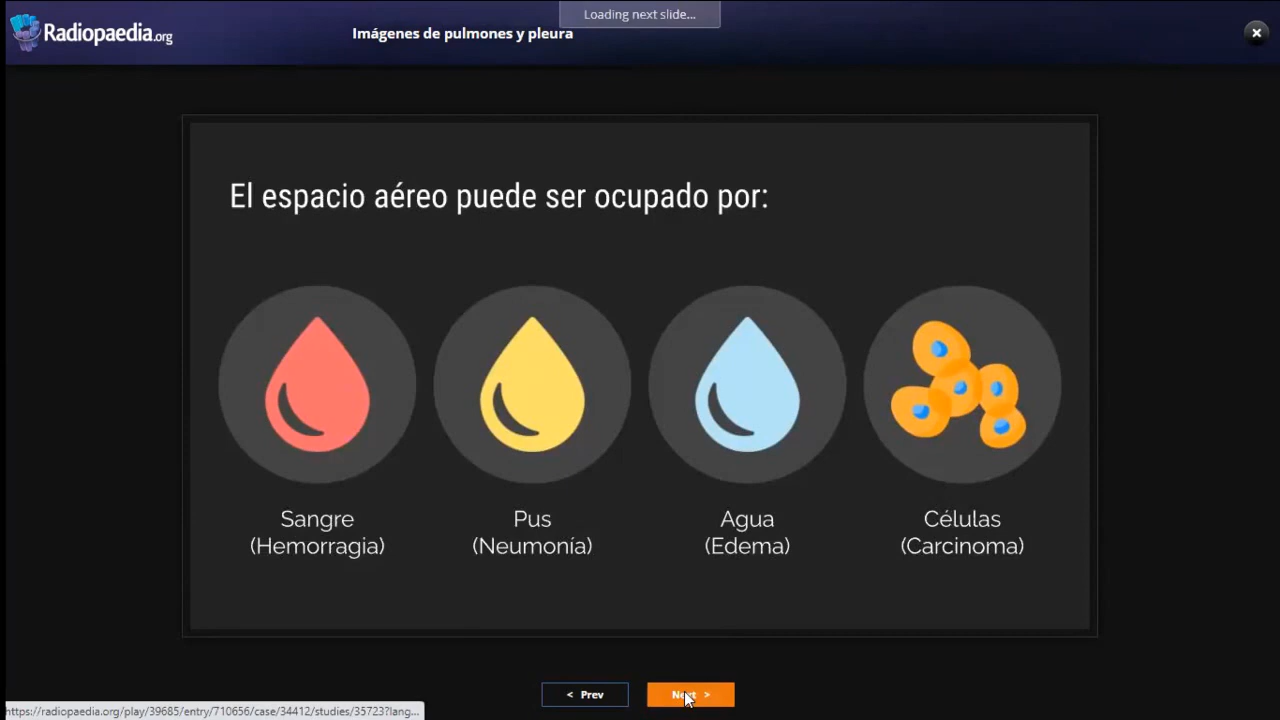 Loading next slide...
Radiopaedia.org
Imágenes de pulmones y pleura
El espacio aéreo puede ser ocupado por:
Sangre
(Hemorragia)
Pus
(Neumonía)
Agua
(Edema)
Células
(Carcinoma)
< Prev
Next >
https://radiopaedia.org/play/39685/entry/710656/case/34412/studies/35723?lang...